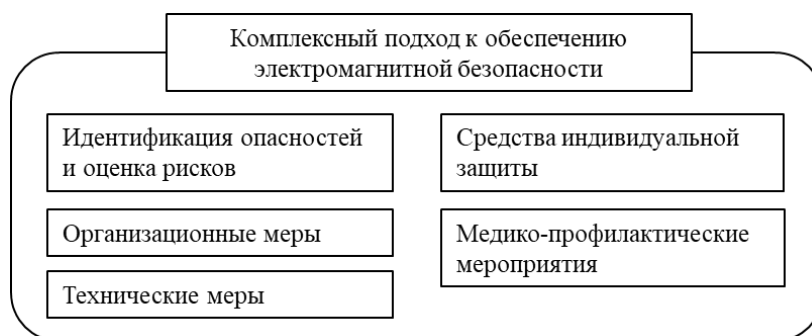 Комплексный подход к обеспечению
электромагнитной безопасности
Идентификация опасностей
и оценка рисков
Организационные меры
Технические меры
Средства индивидуальной
защиты
Медико-профилактические
мероприятия